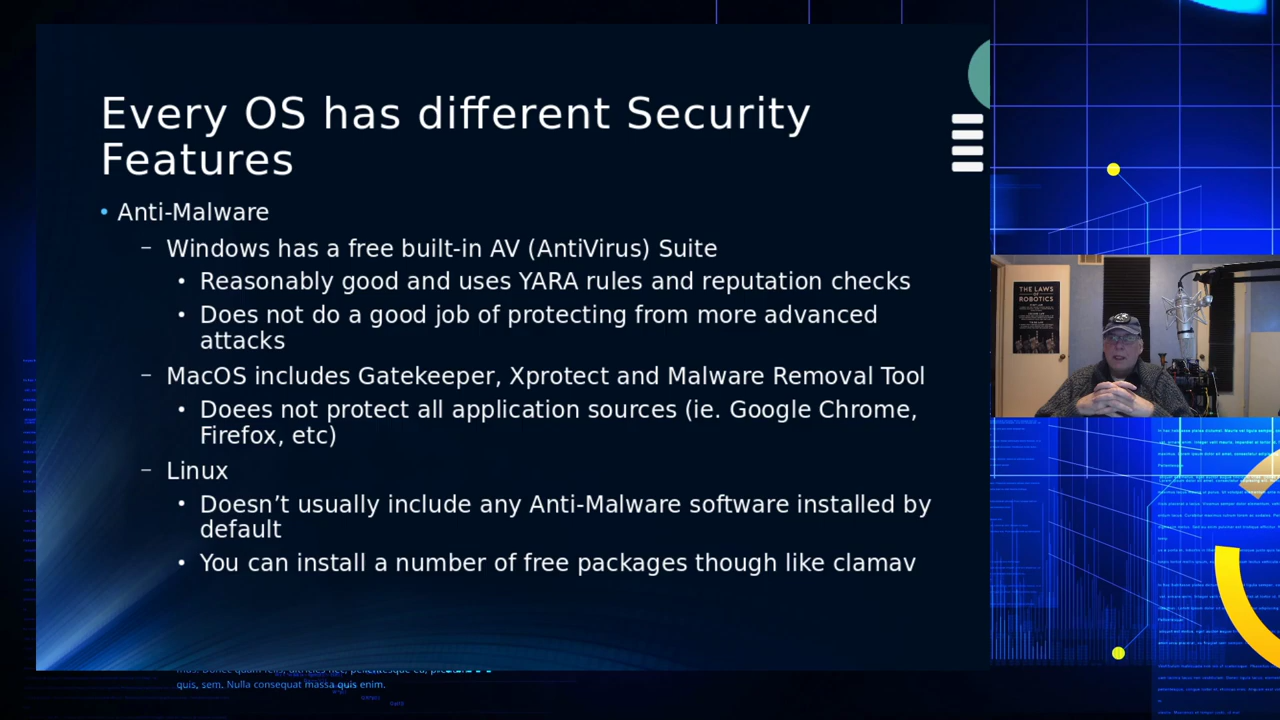 Every OS has different Security
Features
• Anti-Malware
– Windows has a free built-in AV (AntiVirus) Suite
• Reasonably good and uses YARA rules and reputation checks
• Does not do a good job of protecting from more advanced
attacks
– MacOS includes Gatekeeper, Xprotect and Malware Removal Tool
• Doees not protect all application sources (ie. Google Chrome,
Firefox, etc)
– Linux
• Doesn’t usually include any Anti-Malware software installed by
default
• You can install a number of free packages though like clamav
THE LAWS
OF
ROBOTICS
quis, sem. Nulla consequat massa quis enim.